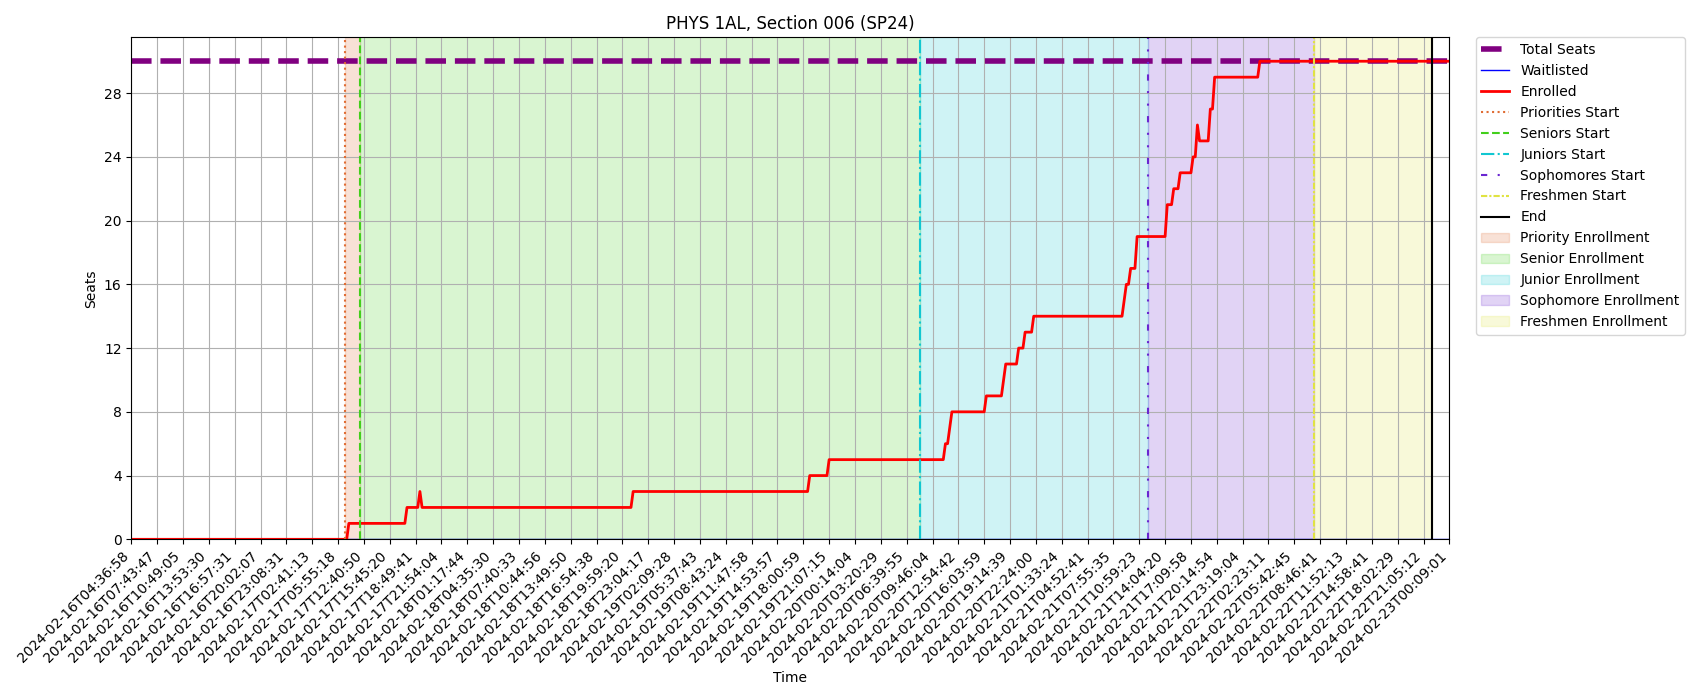 PHYS 1AL, Section 006 (SP24)
Seats
28
24
20
16
12
8
4
0
2024-02-16T04:36:58
2024-02-16T07:43:47
2024-02-16T10:49:05
2024-02-16T13:53:30
2024-02-16T16:57:31
2024-02-16T20:02:07
2024-02-16T23:08:31
2024-02-17T02:41:13
2024-02-17T05:55:18
2024-02-17T12:40:50
2024-02-17T15:45:20
2024-02-17T18:49:41
2024-02-17T21:54:04
2024-02-18T01:17:44
2024-02-18T04:35:30
2024-02-18T07:40:33
2024-02-18T10:44:56
2024-02-18T13:49:50
2024-02-18T16:54:38
2024-02-18T19:59:20
2024-02-18T23:04:17
2024-02-19T02:09:28
2024-02-19T05:37:43
2024-02-19T08:43:24
2024-02-19T11:47:58
2024-02-19T14:53:57
2024-02-19T18:00:59
2024-02-19T21:07:15
2024-02-20T00:14:04
2024-02-20T03:20:29
2024-02-20T06:39:55
2024-02-20T09:46:04
2024-02-20T12:54:42
2024-02-20T16:03:59
2024-02-20T19:14:39
2024-02-20T22:24:00
2024-02-21T01:33:24
2024-02-21T04:52:41
2024-02-21T07:55:35
2024-02-21T10:59:23
2024-02-21T14:04:20
2024-02-21T17:09:58
2024-02-21T20:14:54
2024-02-21T23:19:04
2024-02-22T02:23:11
2024-02-22T05:42:45
2024-02-22T08:46:41
2024-02-22T11:52:13
2024-02-22T14:58:41
2024-02-22T18:02:29
2024-02-22T21:05:12
2024-02-23T00:09:01
Time
Total Seats
Waitlisted
Enrolled
Priorities Start
Seniors Start
Juniors Start
Sophomores Start
Freshmen Start
End
Priority Enrollment
Senior Enrollment
Junior Enrollment
Sophomore Enrollment
Freshmen Enrollment